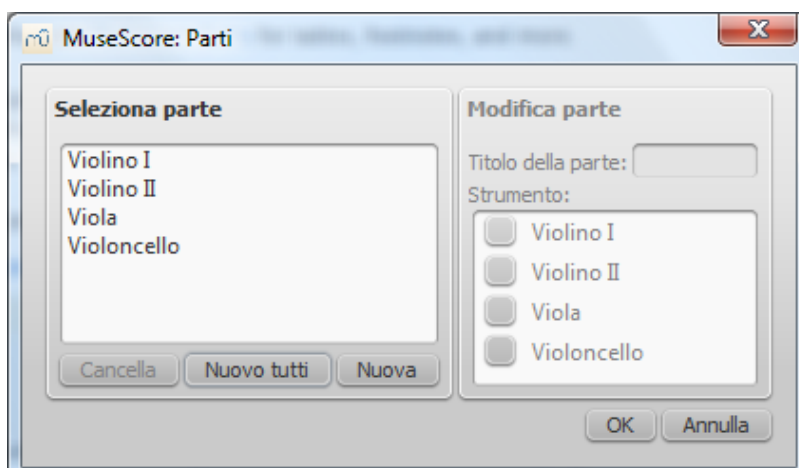 MuseScore: Parti
Seleziona parte
Violino I
Violino II
Viola
Violoncello
Cancella
Nuovo tutti
Nuova
Modifica parte
Titolo della parte:
Strumento:
Violino I
Violino II
Viola
Violoncello
OK
Annulla